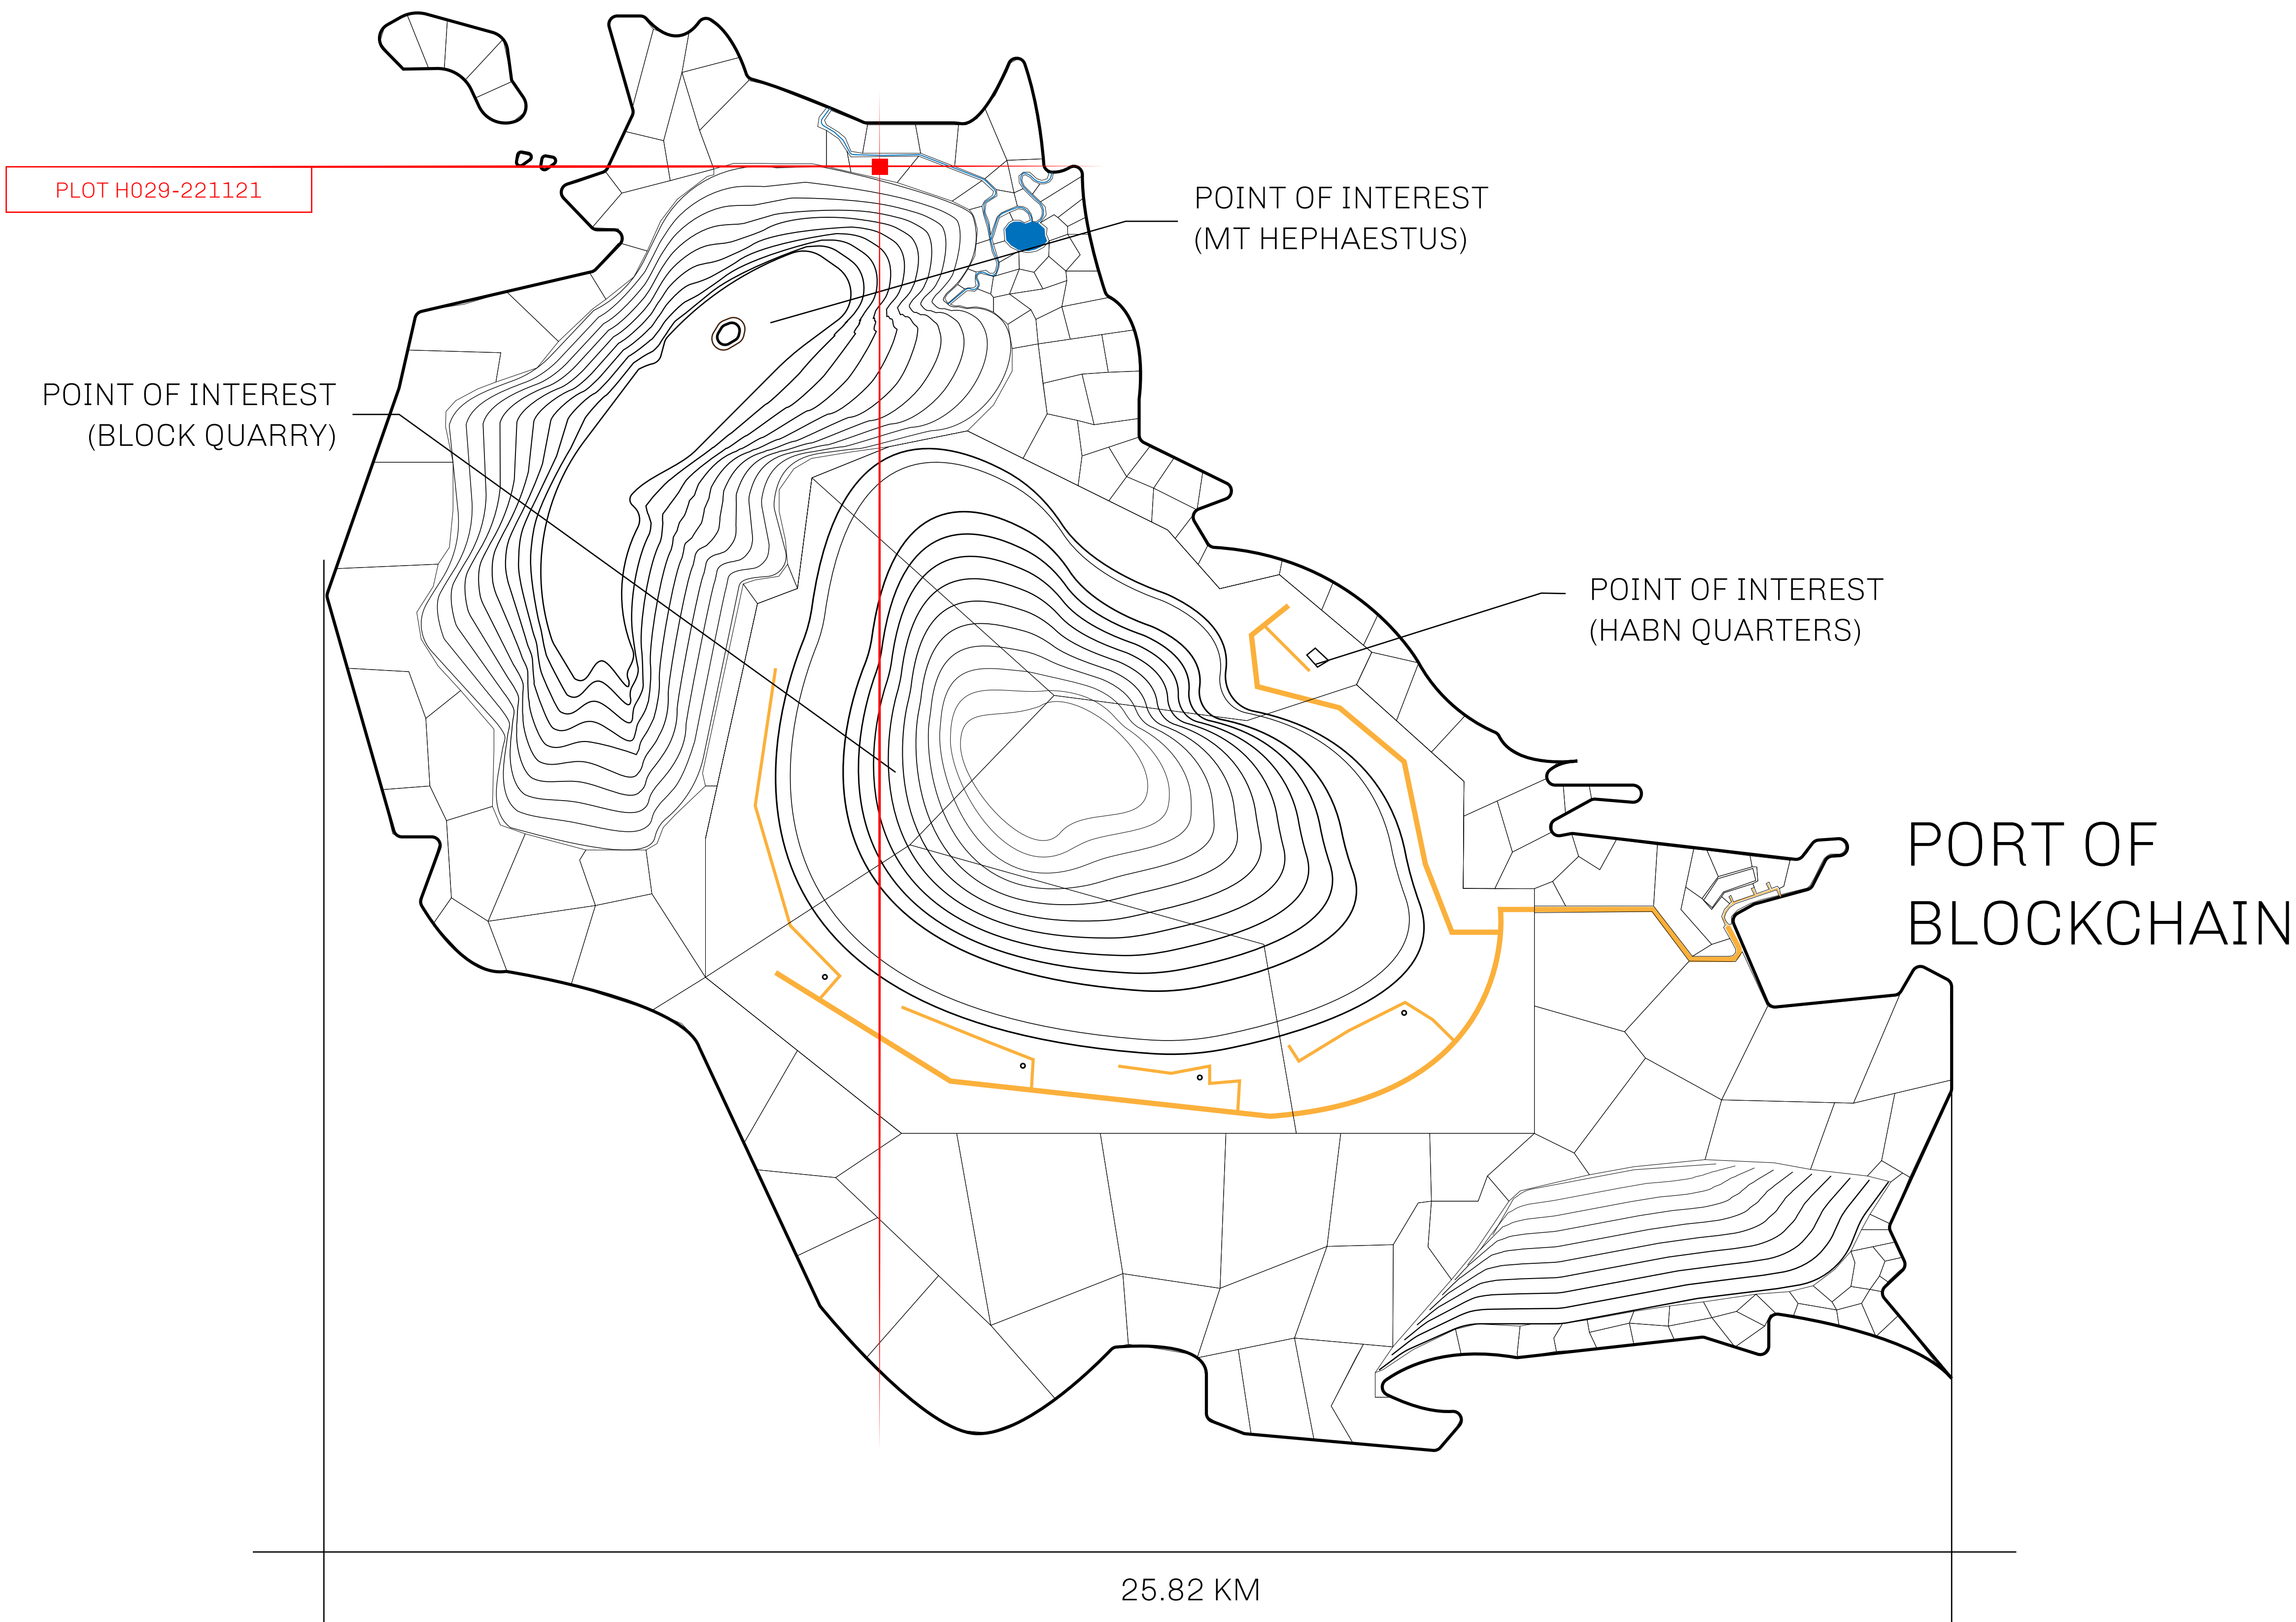 PLOT H029-221121
POINT OF INTEREST
(MT HEPHAESTUS)
POINT OF INTEREST
(BLOCK QUARRY)
POINT OF INTEREST
(HABN QUARTERS)
PORT OF
BLOCKCHAIN
25.82 KM